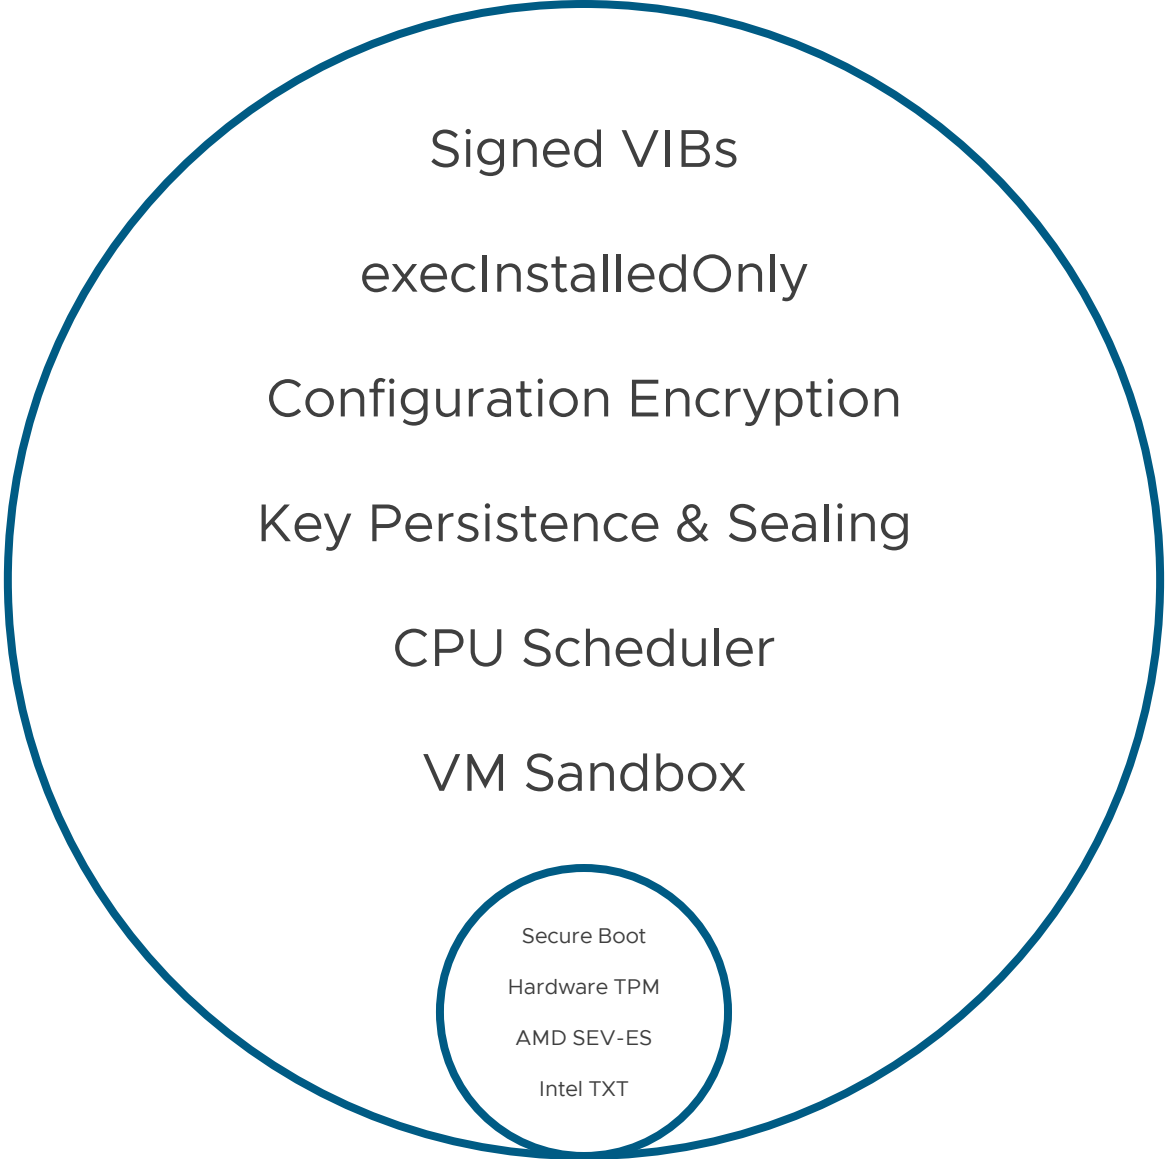 Signed VIBs
execInstalledOnly
Configuration Encryption
Key Persistence & Sealing
CPU Scheduler
VM Sandbox
Secure Boot
Hardware TPM
AMD SEV-ES
Intel TXT